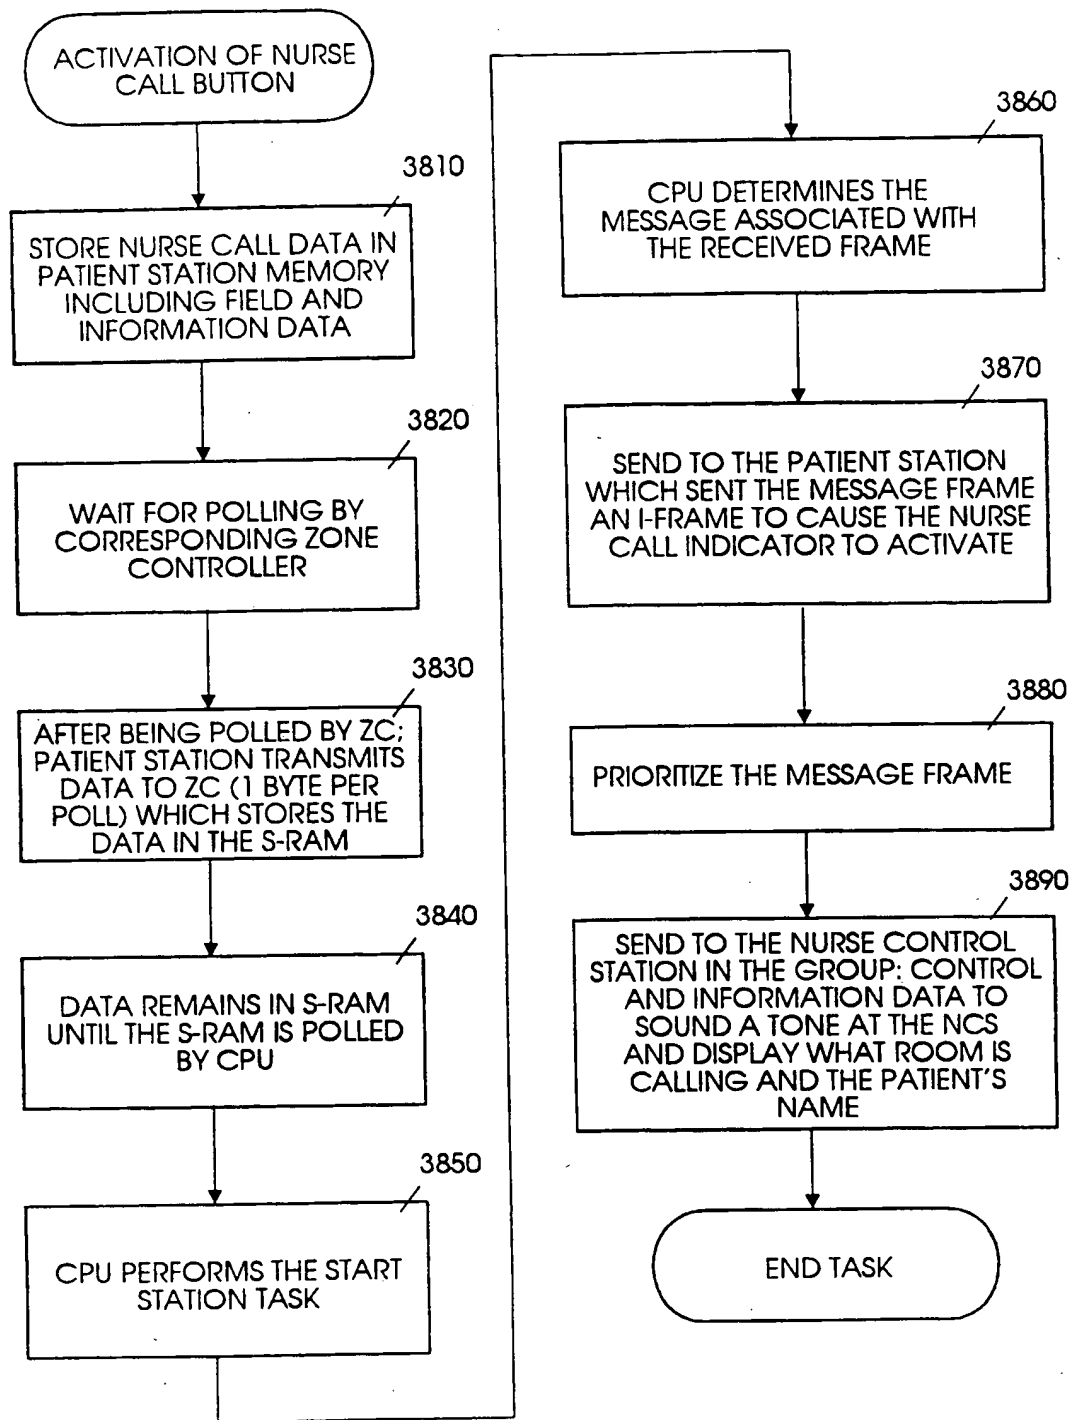 ACTIVATION OF NURSE
CALL BUTTON
3810
STORE NURSE CALL DATA IN
PATIENT STATION MEMORY
INCLUDING FIELD AND
INFORMATION DATA
3820
WAIT FOR POLLING BY
CORRESPONDING ZONE
CONTROLLER
3830
AFTER BEING POLLED BY ZC;
PATIENT STATION TRANSMITS
DATA TO ZC (1 BYTE PER
POLL) WHICH STORES THE
DATA IN THE S-RAM
3840
DATA REMAINS IN S-RAM
UNTIL THE S-RAM IS POLLED
BY CPU
3850
CPU PERFORMS THE START
STATION TASK
3860
CPU DETERMINES THE
MESSAGE ASSOCIATED WITH
THE RECEIVED FRAME
3870
SEND TO THE PATIENT STATION
WHICH SENT THE MESSAGE FRAME
AN I-FRAME TO CAUSE THE NURSE
CALL INDICATOR TO ACTIVATE
3880
PRIORITIZE THE MESSAGE FRAME
3890
SEND TO THE NURSE CONTROL
STATION IN THE GROUP: CONTROL
AND INFORMATION DATA TO
SOUND A TONE AT THE NCS
AND DISPLAY WHAT ROOM IS
CALLING AND THE PATIENT'S
NAME
END TASK